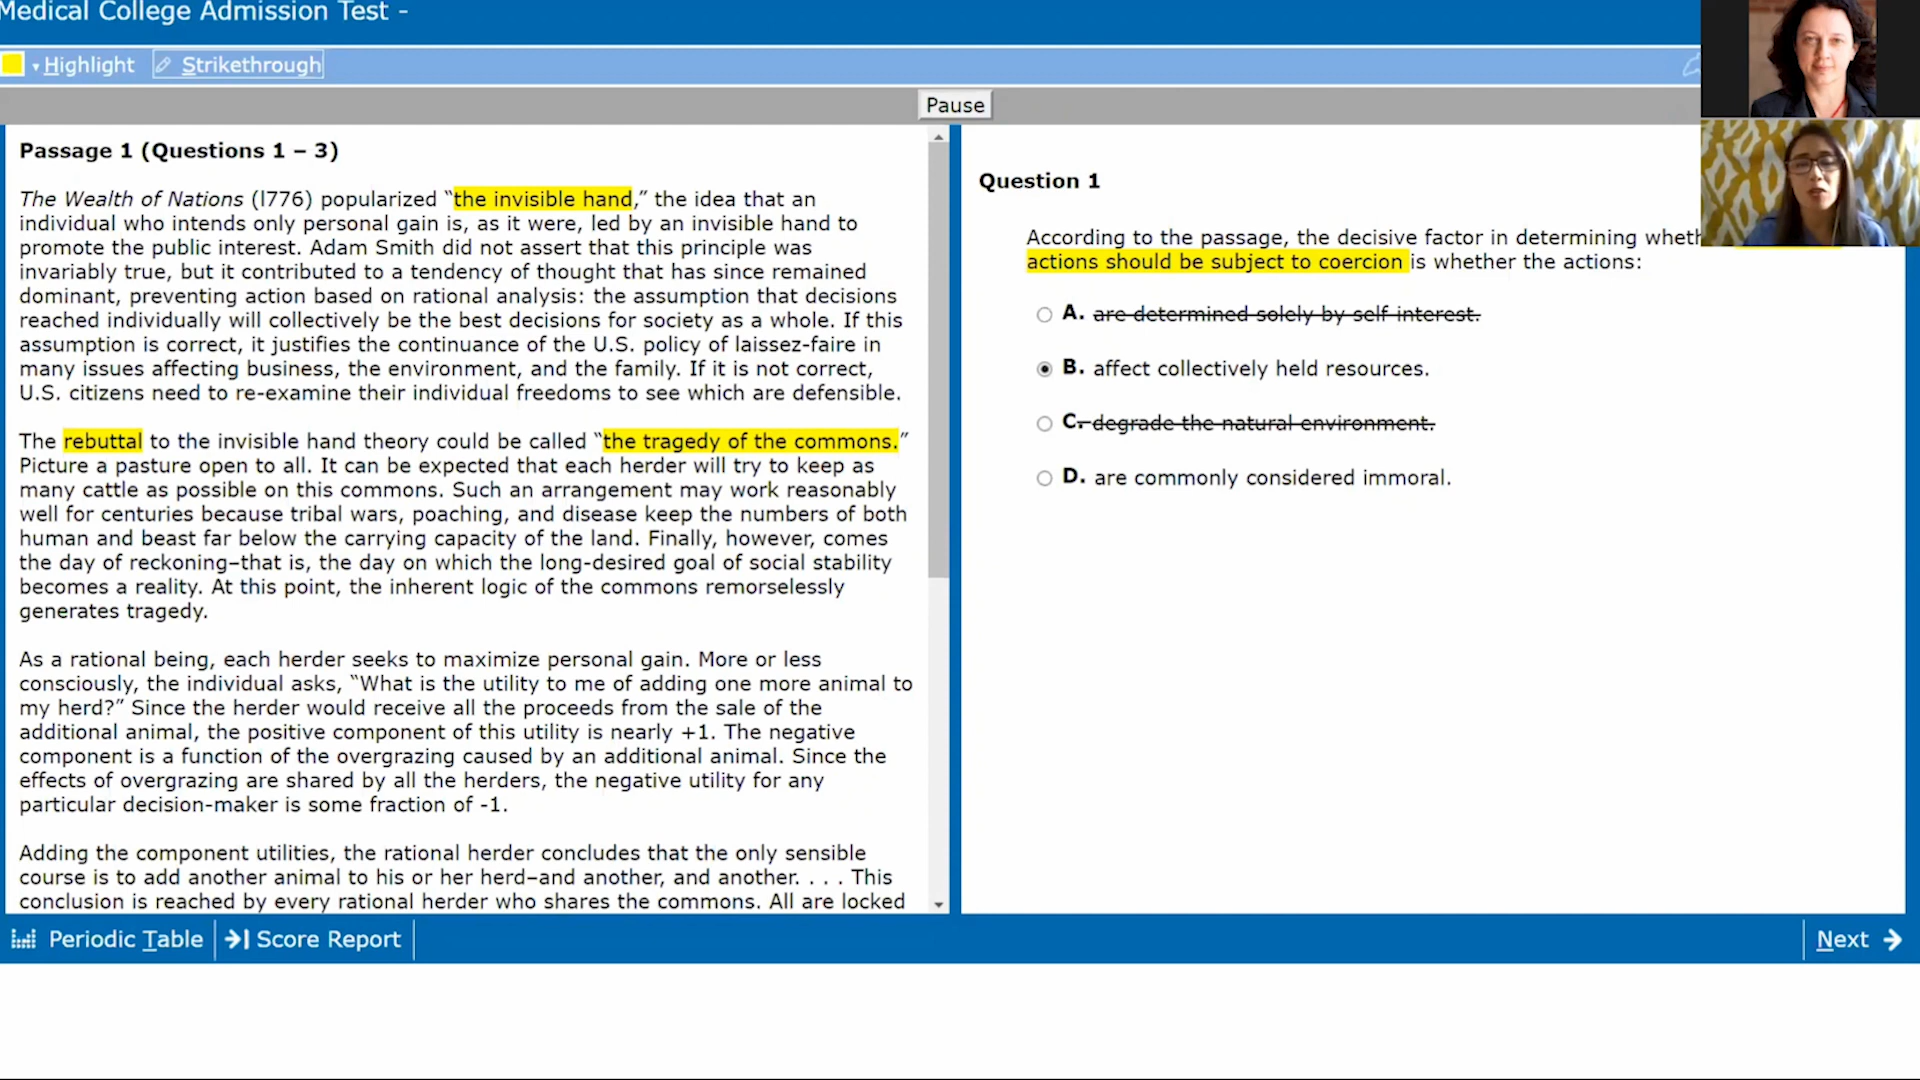 Medical College Admission Test -
Highlight Strikethrough
Pause
Passage 1 (Questions 1 – 3)
The Wealth of Nations (l776) popularized “the invisible hand,” the idea that an
individual who intends only personal gain is, as it were, led by an invisible hand to
promote the public interest. Adam Smith did not assert that this principle was
invariably true, but it contributed to a tendency of thought that has since remained
dominant, preventing action based on rational analysis: the assumption that decisions
reached individually will collectively be the best decisions for society as a whole. If this
assumption is correct, it justifies the continuance of the U.S. policy of laissez-faire in
many issues affecting business, the environment, and the family. If it is not correct,
U.S. citizens need to re-examine their individual freedoms to see which are defensible.
The rebuttal to the invisible hand theory could be called “the tragedy of the commons.”
Picture a pasture open to all. It can be expected that each herder will try to keep as
many cattle as possible on this commons. Such an arrangement may work reasonably
well for centuries because tribal wars, poaching, and disease keep the numbers of both
human and beast far below the carrying capacity of the land. Finally, however, comes
the day of reckoning–that is, the day on which the long-desired goal of social stability
becomes a reality. At this point, the inherent logic of the commons remorselessly
generates tragedy.
As a rational being, each herder seeks to maximize personal gain. More or less
consciously, the individual asks, “What is the utility to me of adding one more animal to
my herd?” Since the herder would receive all the proceeds from the sale of the
additional animal, the positive component of this utility is nearly +1. The negative
component is a function of the overgrazing caused by an additional animal. Since the
effects of overgrazing are shared by all the herders, the negative utility for any
particular decision-maker is some fraction of -1.
Adding the component utilities, the rational herder concludes that the only sensible
course is to add another animal to his or her herd–and another, and another. . . . This
conclusion is reached by every rational herder who shares the commons. All are locked
Question 1
According to the passage, the decisive factor in determining wheth
actions should be subject to coercion is whether the actions:
A. are determined solely by self-interest.
B. affect collectively held resources.
C. degrade the natural environment.
D. are commonly considered immoral.
Periodic Table Score Report
Next